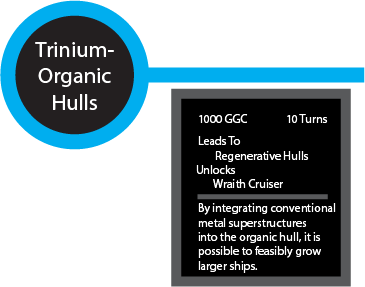 Trinium-
Organic
Hulls
1000 GGC 10 Turns
Leads To
Regenerative Hulls
Unlocks
Wraith Cruiser
By integrating conventional
metal superstructures
into the organic hull, it is
possible to feasibly grow
larger ships.